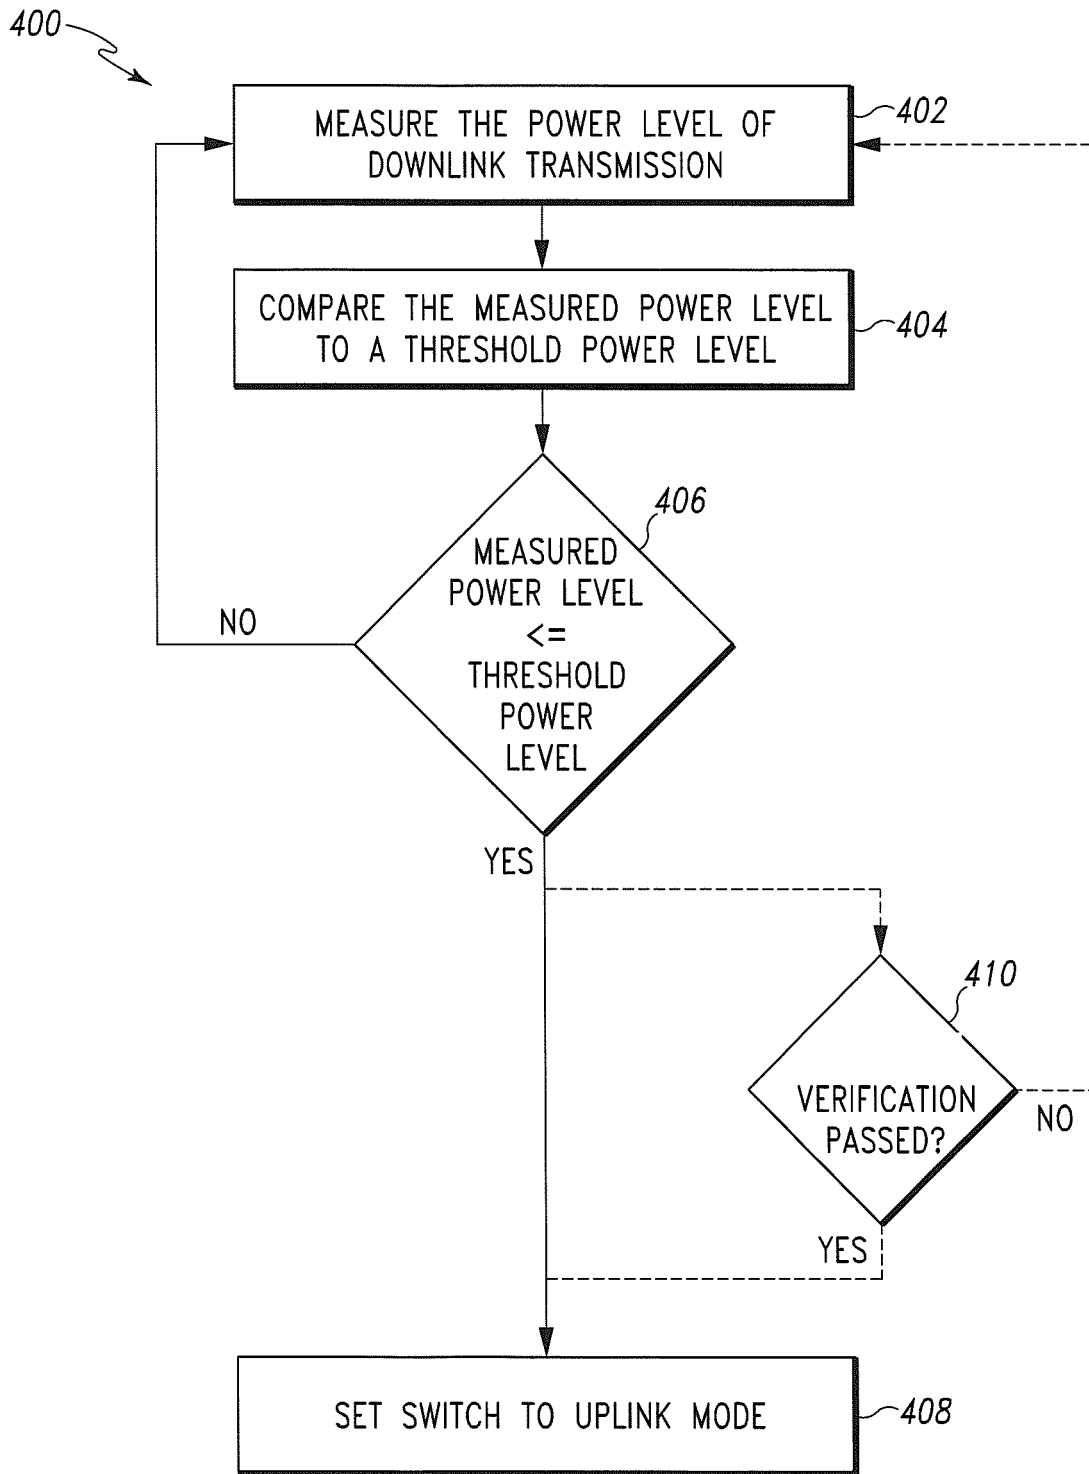 400
MEASURE THE POWER LEVEL OF
DOWNLINK TRANSMISSION
402
COMPARE THE MEASURED POWER LEVEL
TO A THRESHOLD POWER LEVEL
404
406
MEASURED
POWER LEVEL
<=
THRESHOLD
POWER
LEVEL
NO
YES
410
VERIFICATION
PASSED?
NO
YES
SET SWITCH TO UPLINK MODE
408